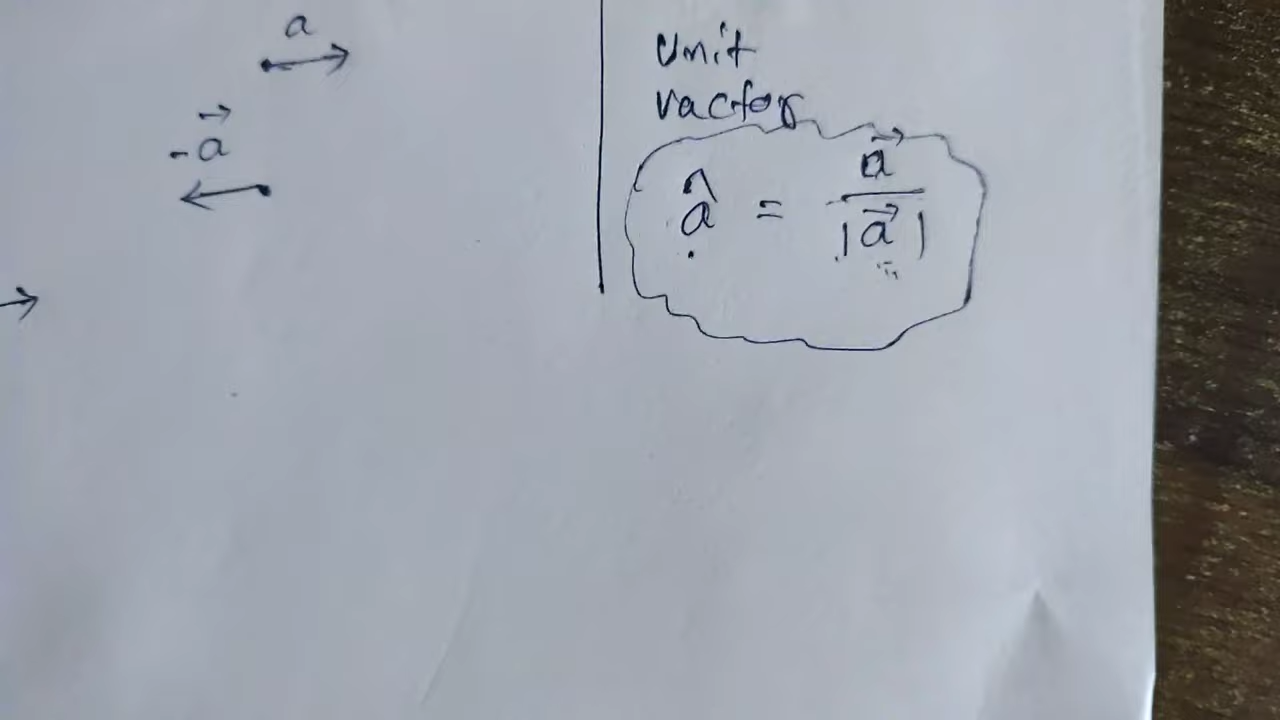 a
-a⃗
unit
vactor
â = a⃗ / |a⃗|